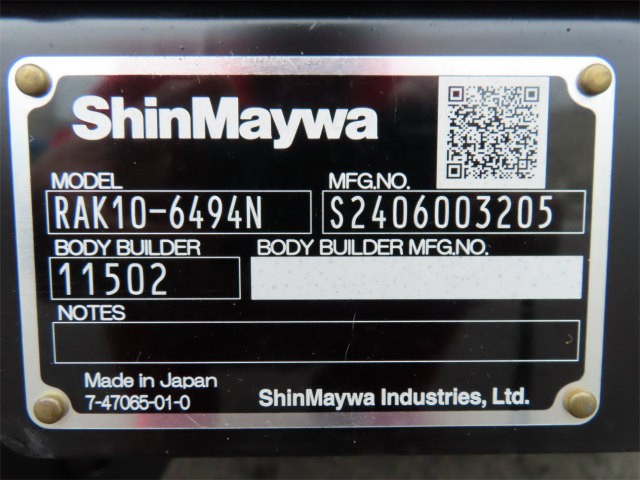 ShinMaywa
MODEL MFG.NO.
RAK10-6494N S2406003205
BODY BUILDER BODY BUILDER MFG.NO.
11502
NOTES
Made in Japan
7-47065-01-0 ShinMaywa Industries, Ltd.